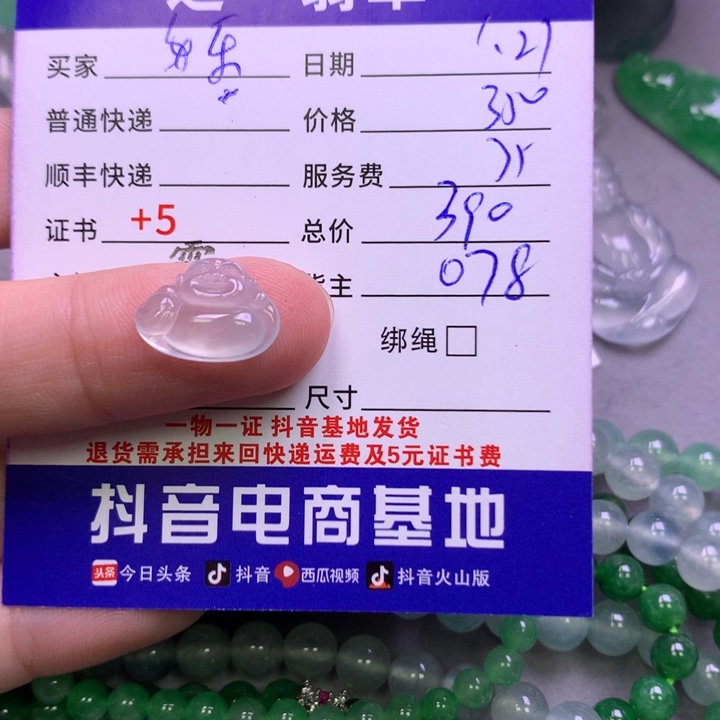 买家 日期 1.21
普通快递 价格 300
顺丰快递 服务费
证书 +5 总价 390
货主 078
绑绳
尺寸
一物一证 抖音基地发货
退货需承担来回快递运费及5元证书费
抖音电商基地
头条 今日头条 抖音 西瓜视频 抖音火山版